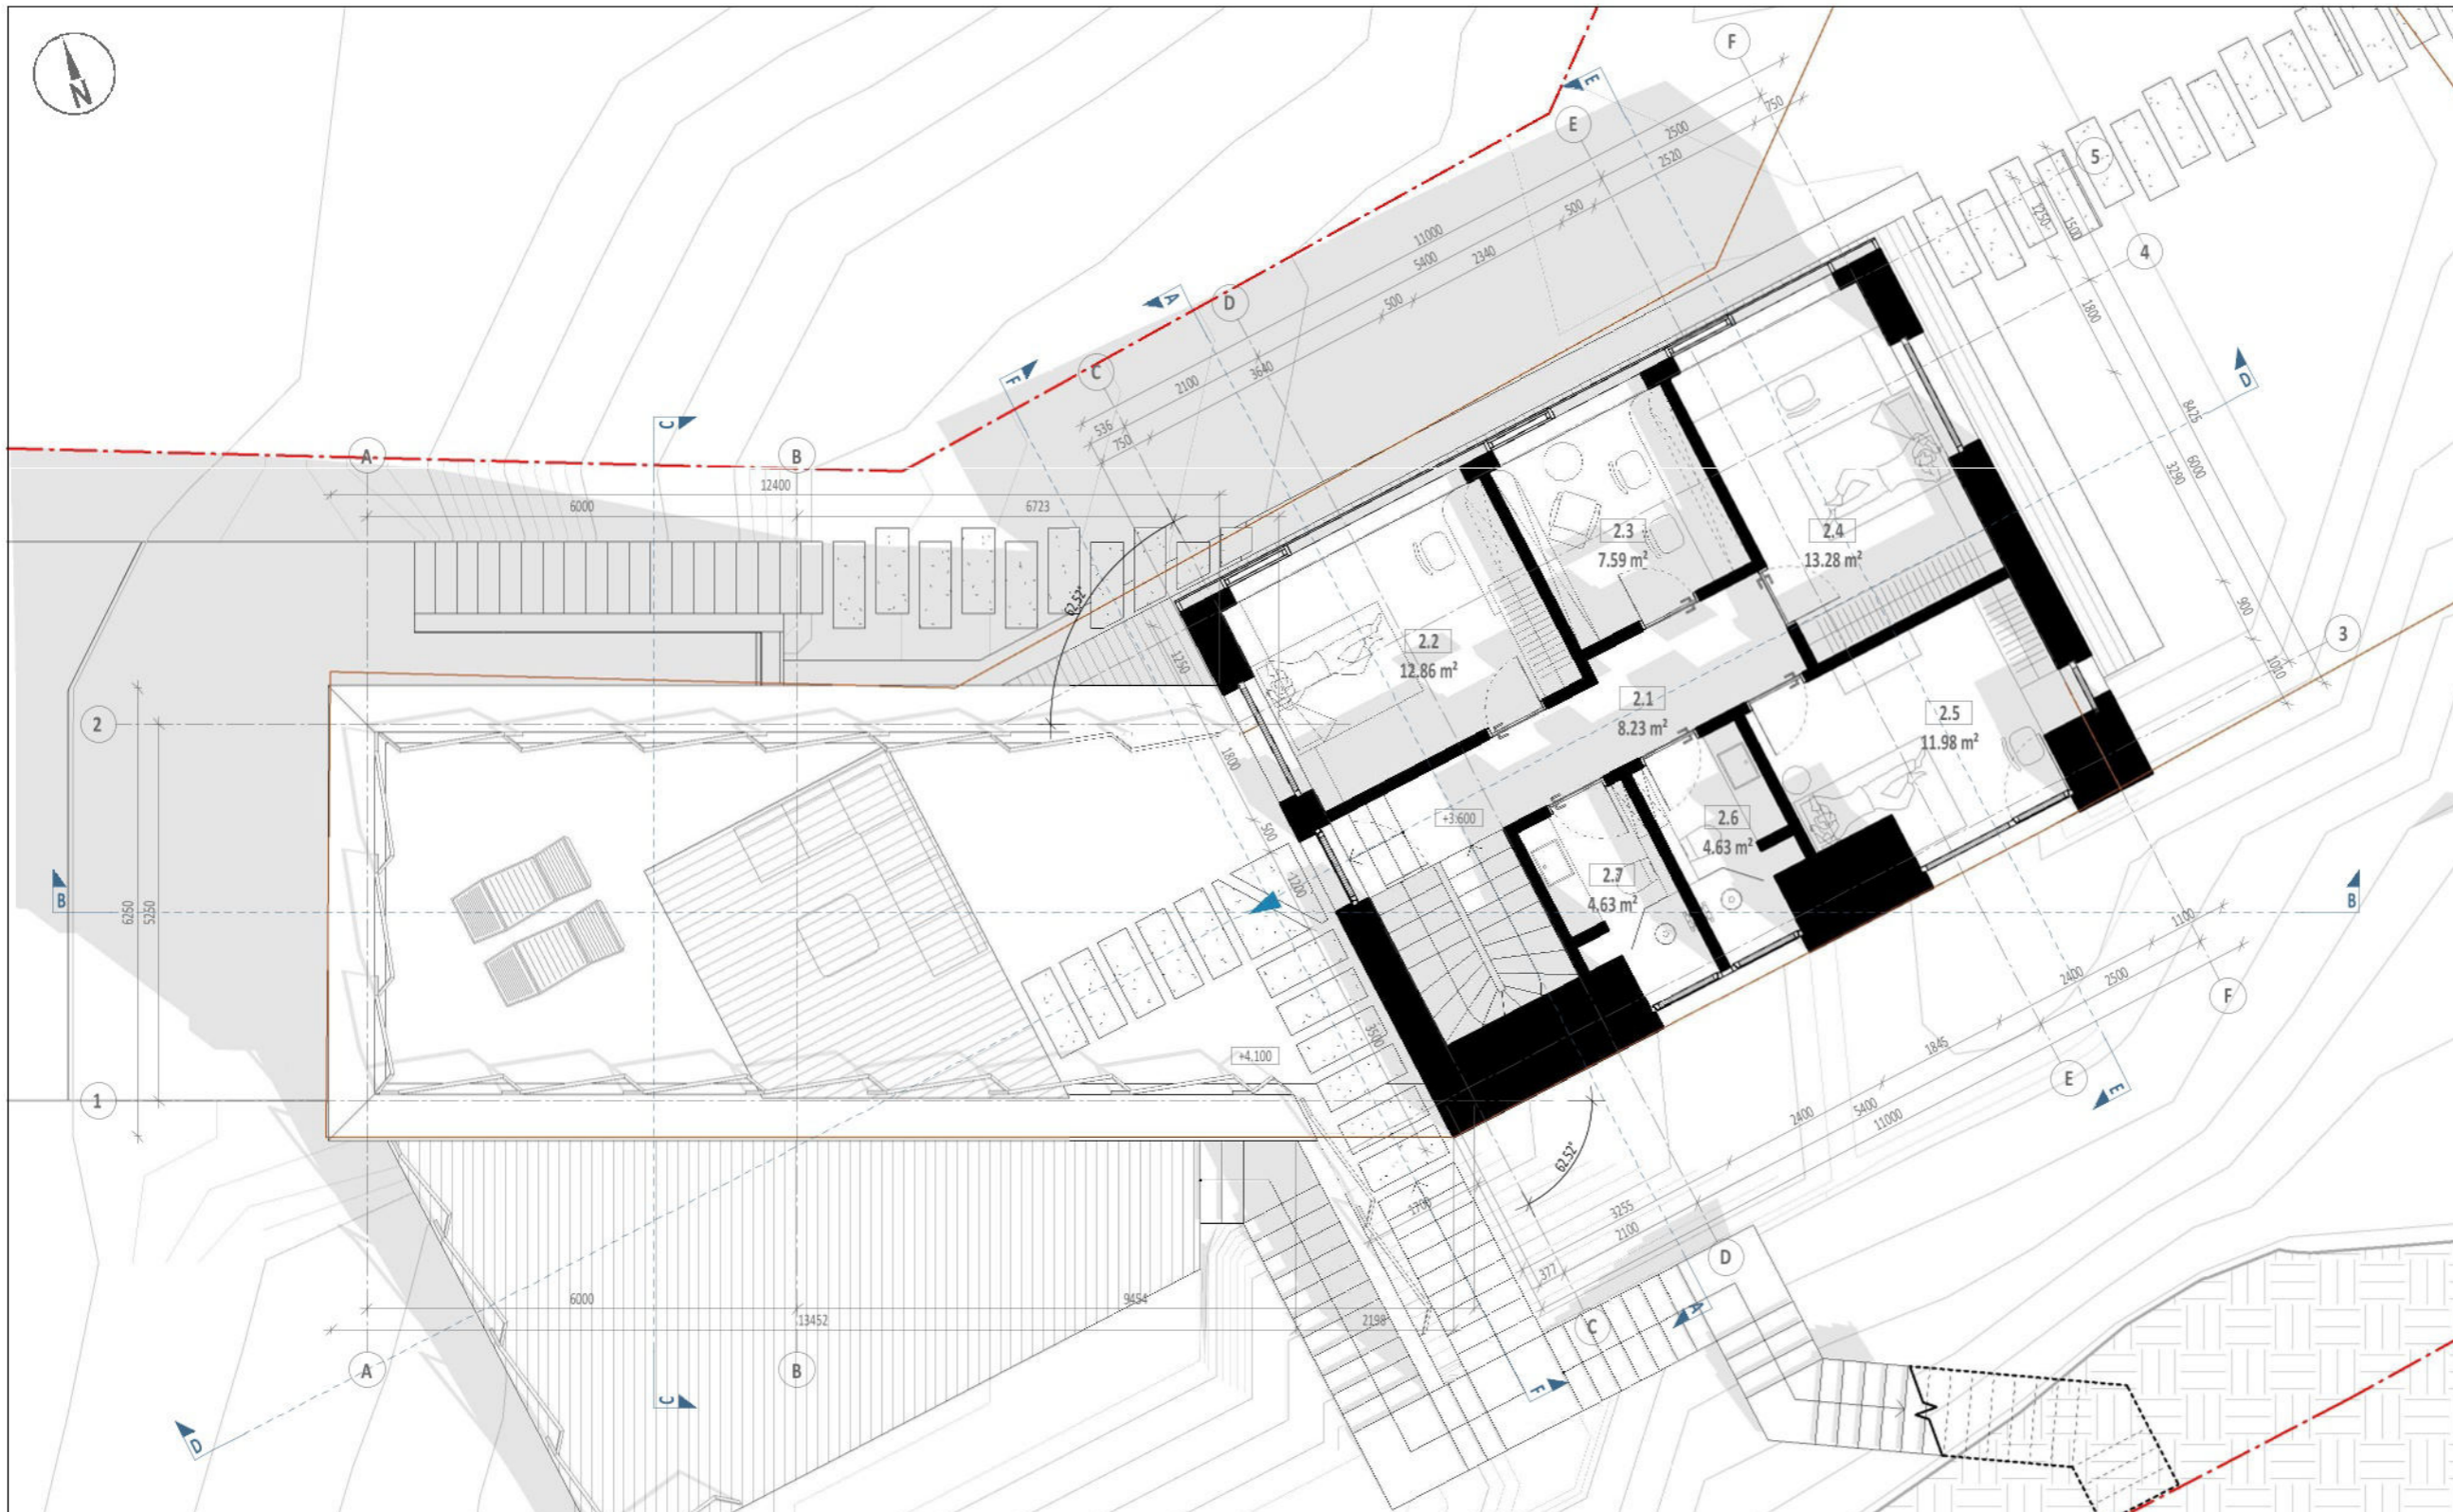 N
F
E
E
750
2500
2520
5
500
11000
5400
2340
500
1250
1500
4
1800
A
D
F
C
2100
3640
536
750
D
8425
6000
3290
C
A
B
12400
6000
6723
62.52°
2.3
7.59 m²
2.4
13.28 m²
900
3
1010
2.2
12.86 m²
1250
2.1
8.23 m²
2.5
11.98 m²
2
1800
500
+3.600
2.6
4.63 m²
2.7
4.63 m²
1200
B
B
6250
5250
1100
2400
2500
F
3500
+4.100
1845
E
E
1
2400
5400
11000
62.52°
1700
3255
2100
D
377
6000
9454
13452
2198
A
C
A
B
C
F
D